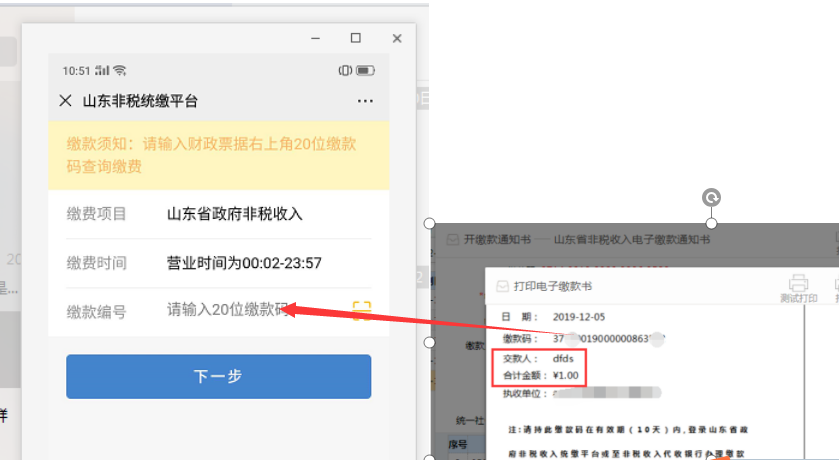 10:51
山东非税统缴平台
缴款须知：请输入财政票据右上角20位缴款
码查询缴费
缴费项目 山东省政府非税收入
缴费时间 营业时间为00:02-23:57
缴款编号 请输入20位缴款码
下一步
开缴款通知书 — 山东省非税收入电子缴款通知书
打印电子缴款书
测试打印
日 期： 2019-12-05
缴款码： 37 0019000000863
交款人： dfds
合计金额： ¥1.00
执收单位：
注:请持此缴款码在有效期(10天)内,登录山东省政
府非税收入统缴平台或至非税收入代收银行办理缴款
缴款
统一社
序号